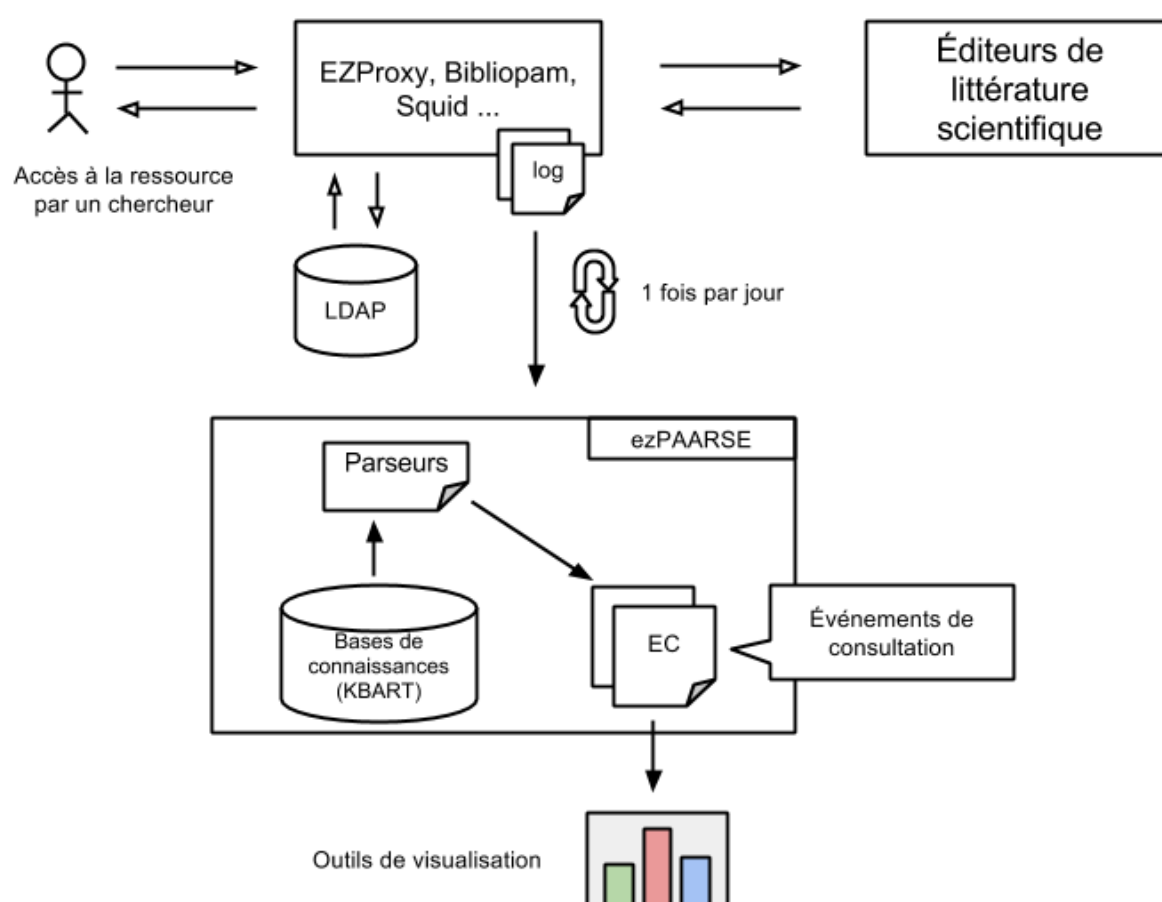 EZProxy, Bibliopam,
Squid ...
log
Éditeurs de
littérature
scientifique
Accès à la ressource
par un chercheur
LDAP
1 fois par jour
ezPAARSE
Parseurs
Bases de
connaissances
(KBART)
EC
Événements de
consultation
Outils de visualisation